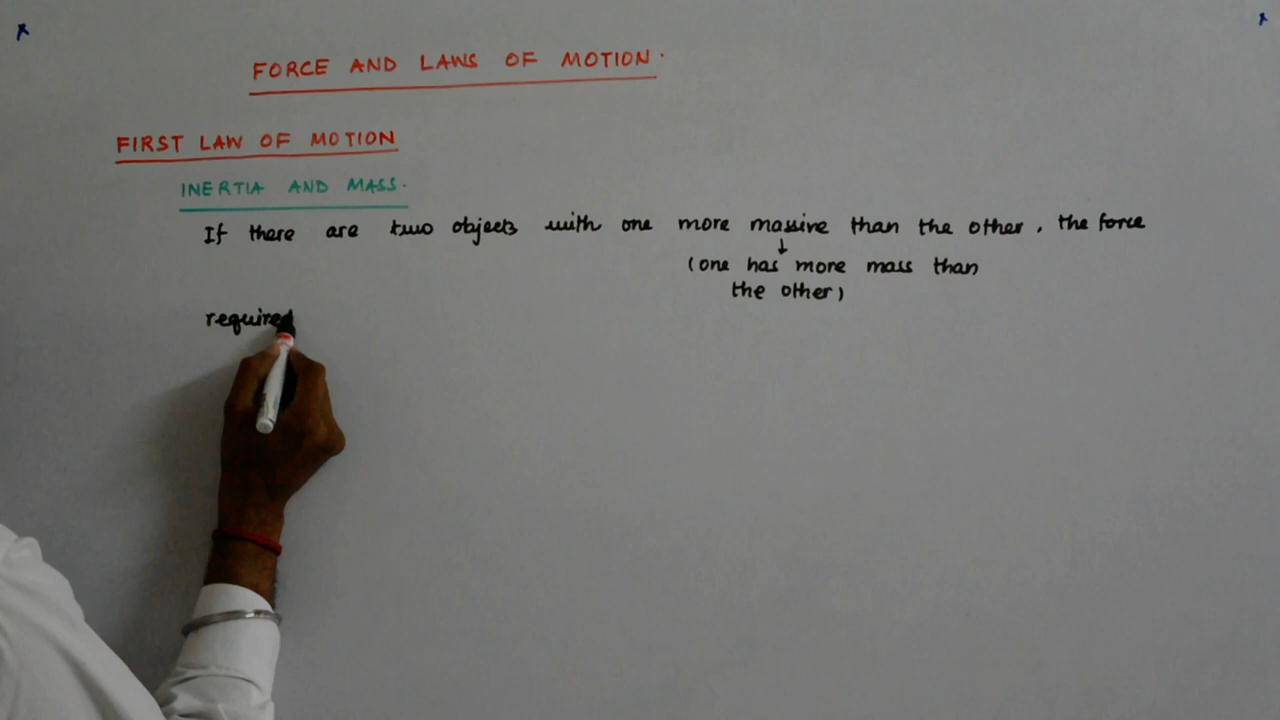 FORCE AND LAWS OF MOTION.
FIRST LAW OF MOTION
INERTIA AND MASS.
If there are two objects with one more massive than the other, the force
(one has more mass than
the other)
required